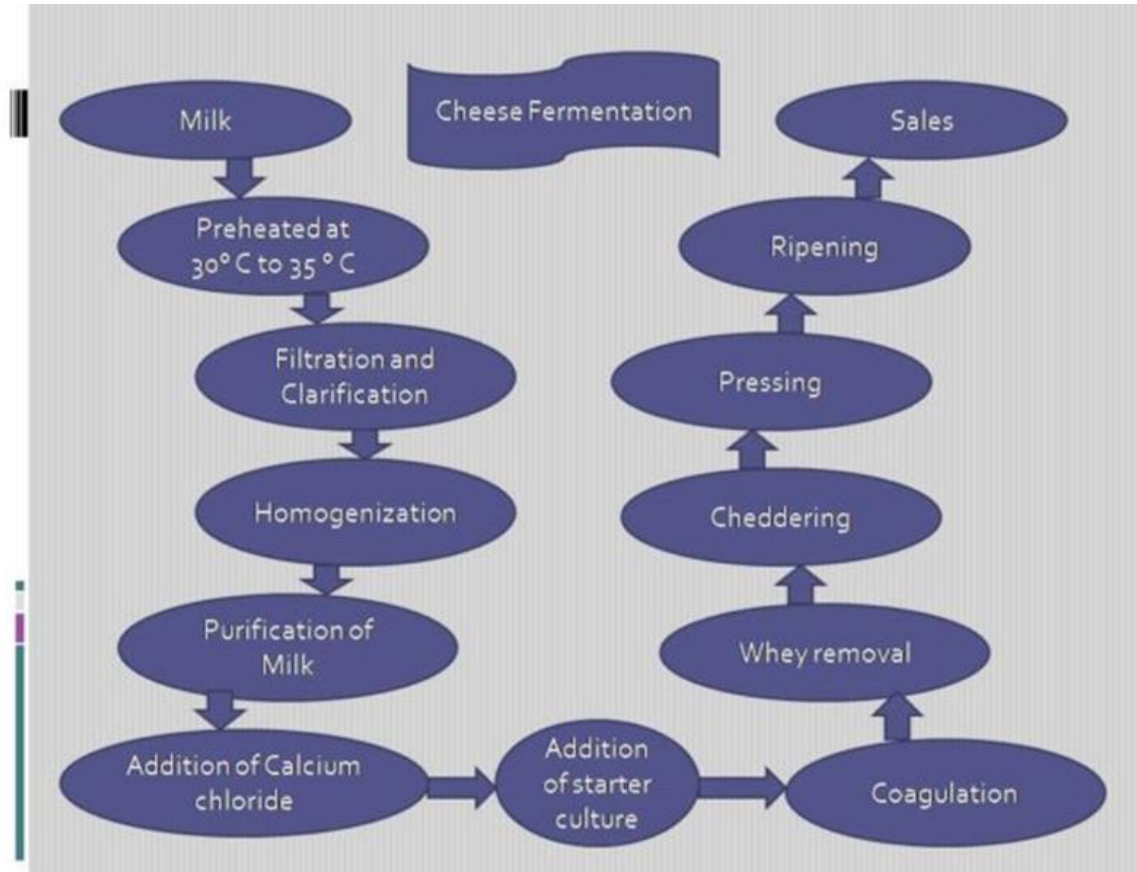 Cheese Fermentation
Milk
Preheated at
30° C to 35 ° C
Filtration and
Clarification
Homogenization
Purification of
Milk
Addition of Calcium
chloride
Addition
of starter
culture
Coagulation
Whey removal
Cheddering
Pressing
Ripening
Sales